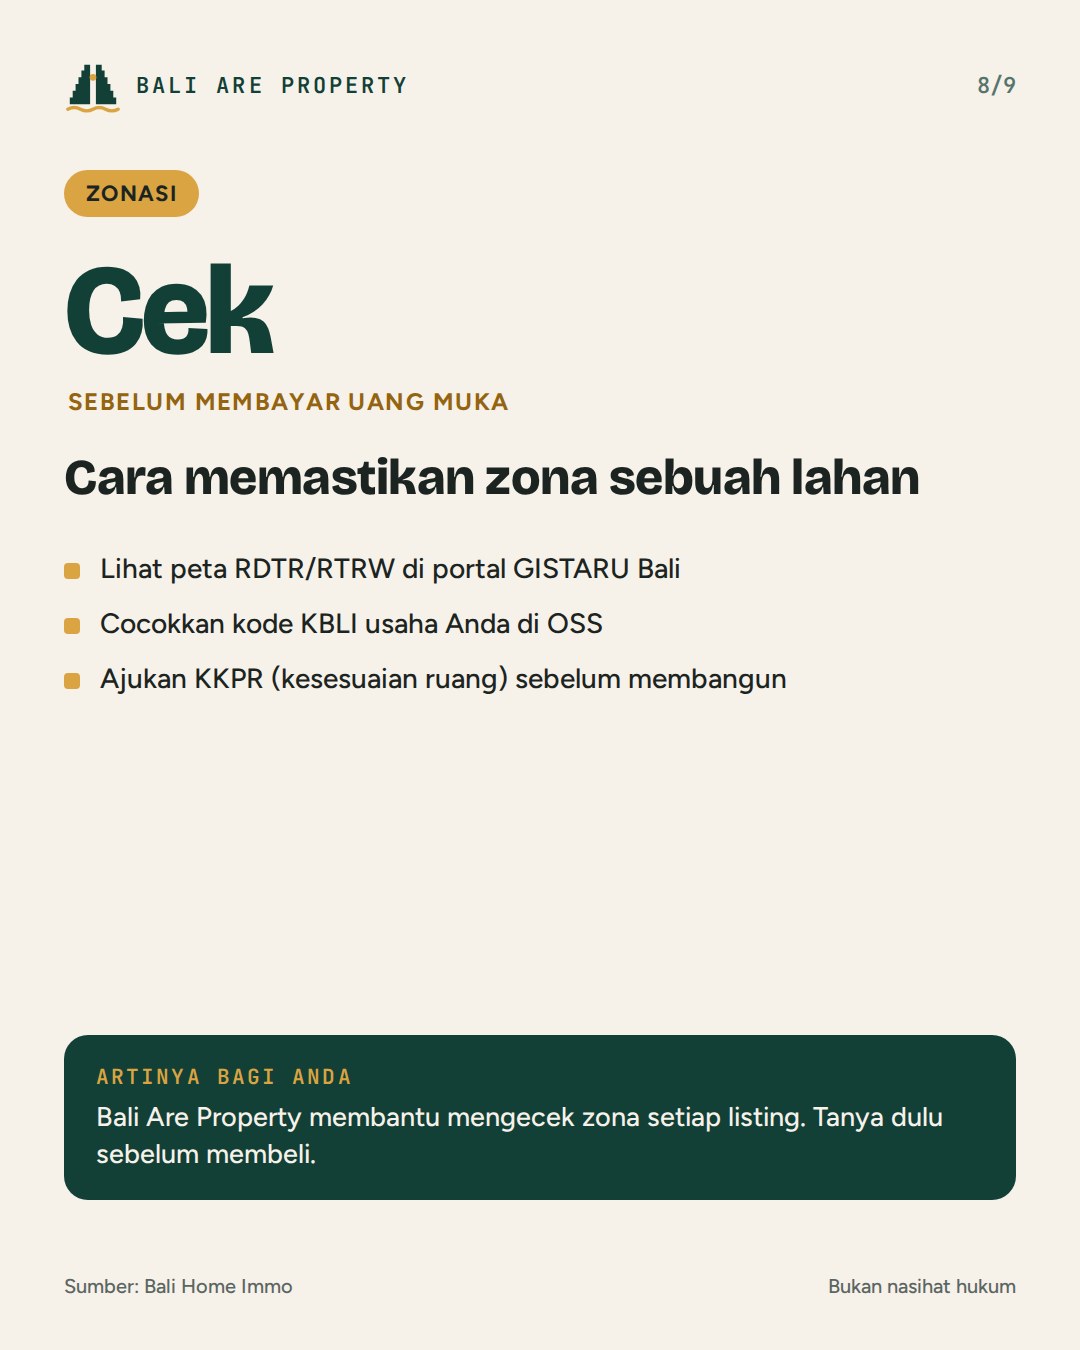 BALI ARE PROPERTY
8/9
ZONASI
Cek
SEBELUM MEMBAYAR UANG MUKA
Cara memastikan zona sebuah lahan
Lihat peta RDTR/RTRW di portal GISTARU Bali
Cocokkan kode KBLI usaha Anda di OSS
Ajukan KKPR (kesesuaian ruang) sebelum membangun
ARTINYA BAGI ANDA
Bali Are Property membantu mengecek zona setiap listing. Tanya dulu
sebelum membeli.
Sumber: Bali Home Immo
Bukan nasihat hukum